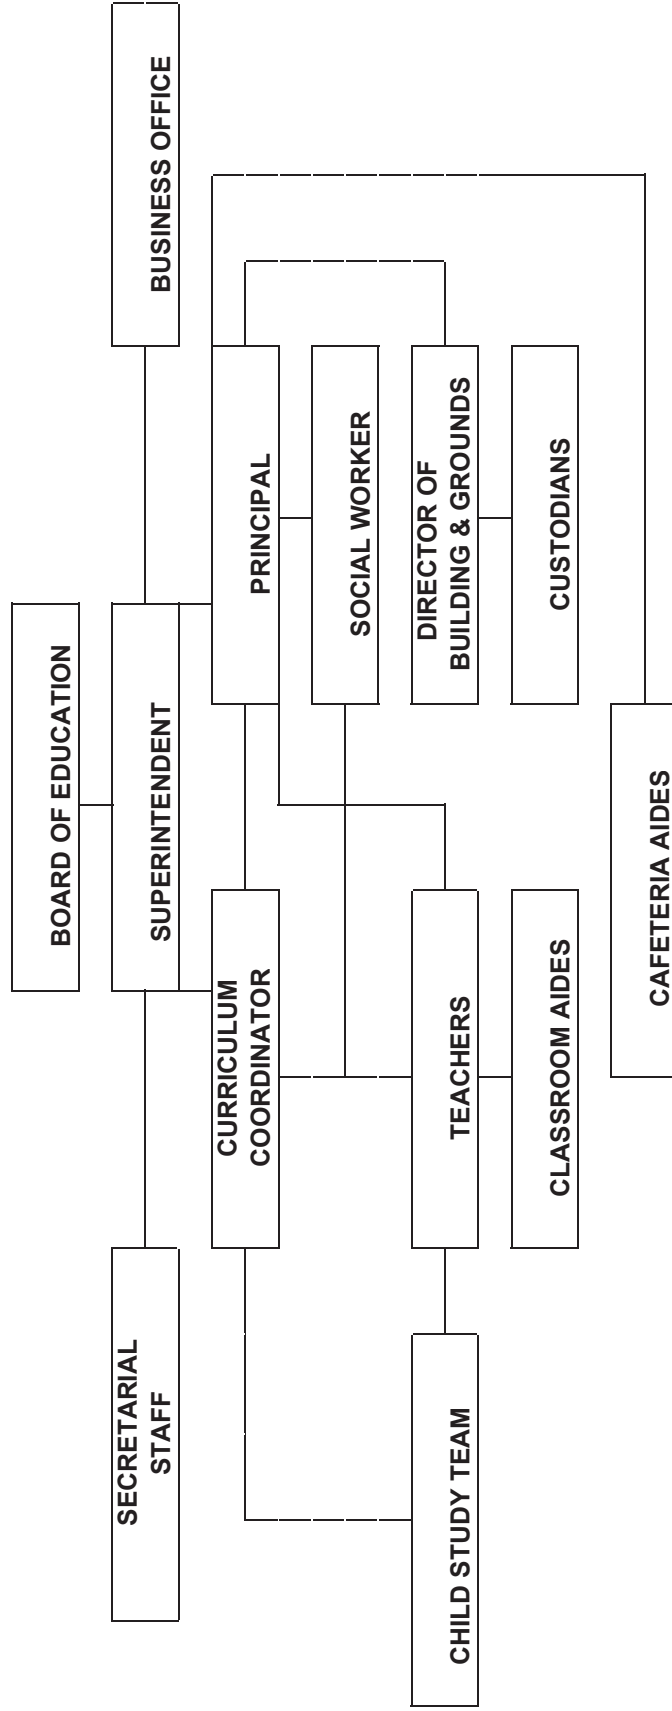 BOARD OF EDUCATION
SECRETARIAL
STAFF
SUPERINTENDENT
BUSINESS OFFICE
CURRICULUM
COORDINATOR
PRINCIPAL
SOCIAL WORKER
CHILD STUDY TEAM
TEACHERS
DIRECTOR OF
BUILDING & GROUNDS
CLASSROOM AIDES
CUSTODIANS
CAFETERIA AIDES